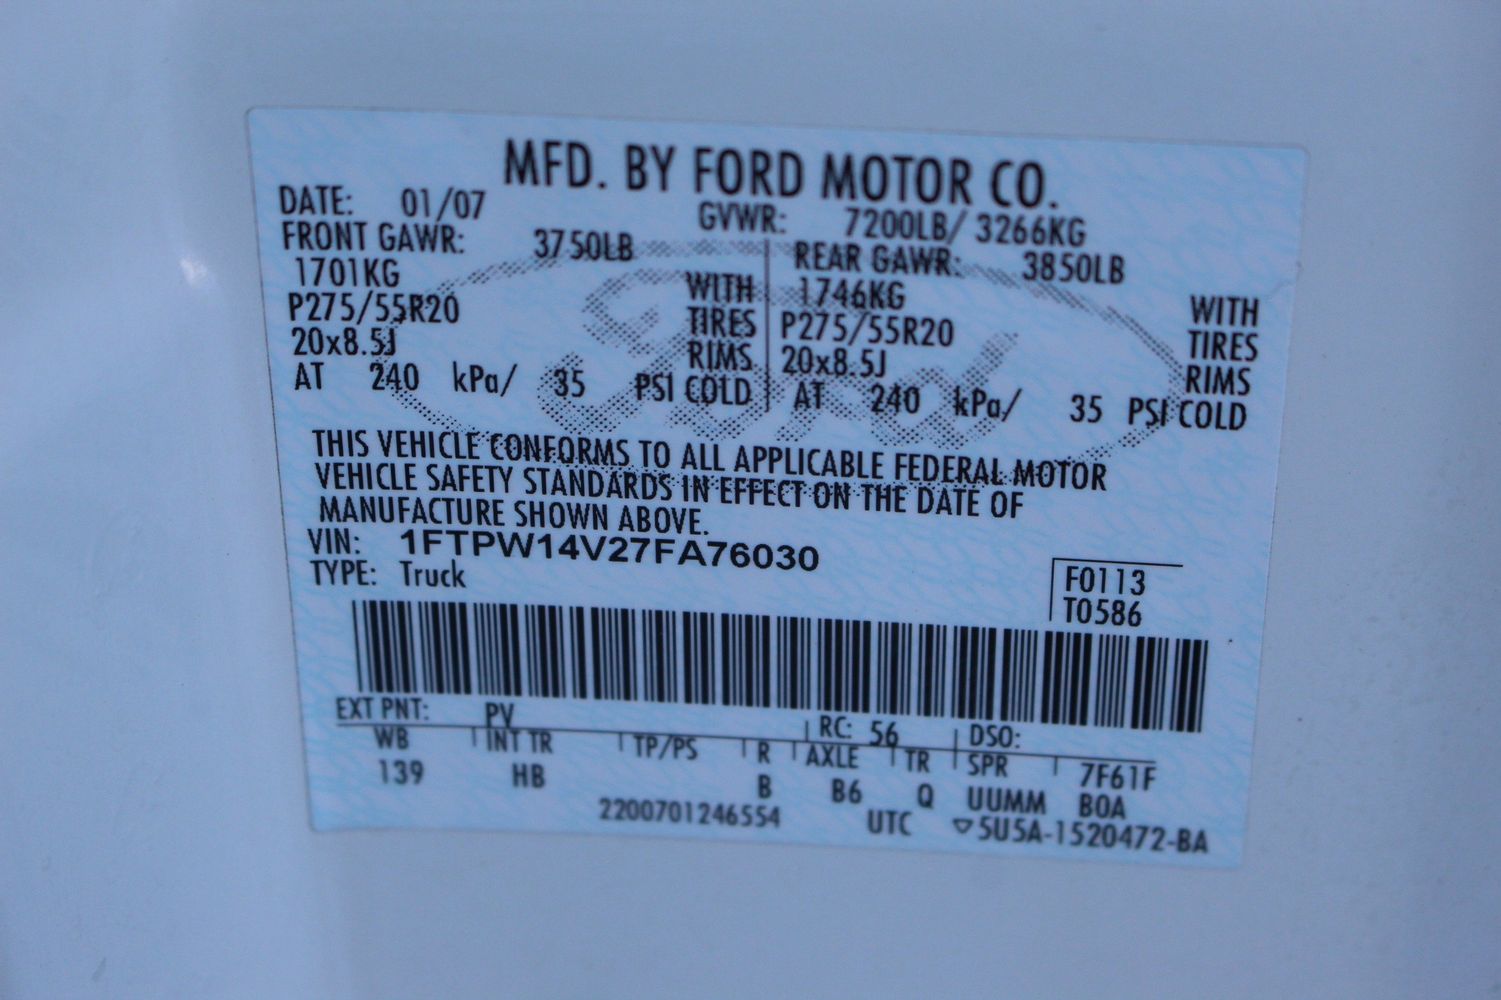 MFD. BY FORD MOTOR CO.
DATE: 01/07 GVWR: 7200LB/ 3266KG
FRONT GAWR: 3750LB REAR GAWR: 3850LB
1701KG WITH 1746KG WITH
P275/55R20 TIRES P275/55R20 TIRES
20x8.5J RIMS 20x8.5J RIMS
AT 240 kPa/ 35 PSI COLD AT 240 kPa/ 35 PSI COLD
Ford
THIS VEHICLE CONFORMS TO ALL APPLICABLE FEDERAL MOTOR
VEHICLE SAFETY STANDARDS IN EFFECT ON THE DATE OF
MANUFACTURE SHOWN ABOVE.
VIN: 1FTPW14V27FA76030
TYPE: Truck
F0113
T0586
EXT PNT: PV RC: 56 DSO:
WB INT TR TP/PS R AXLE TR SPR 7F61F
139 HB B B6 Q UUMM BOA
2200701246554 UTC ▽5U5A-1520472-BA